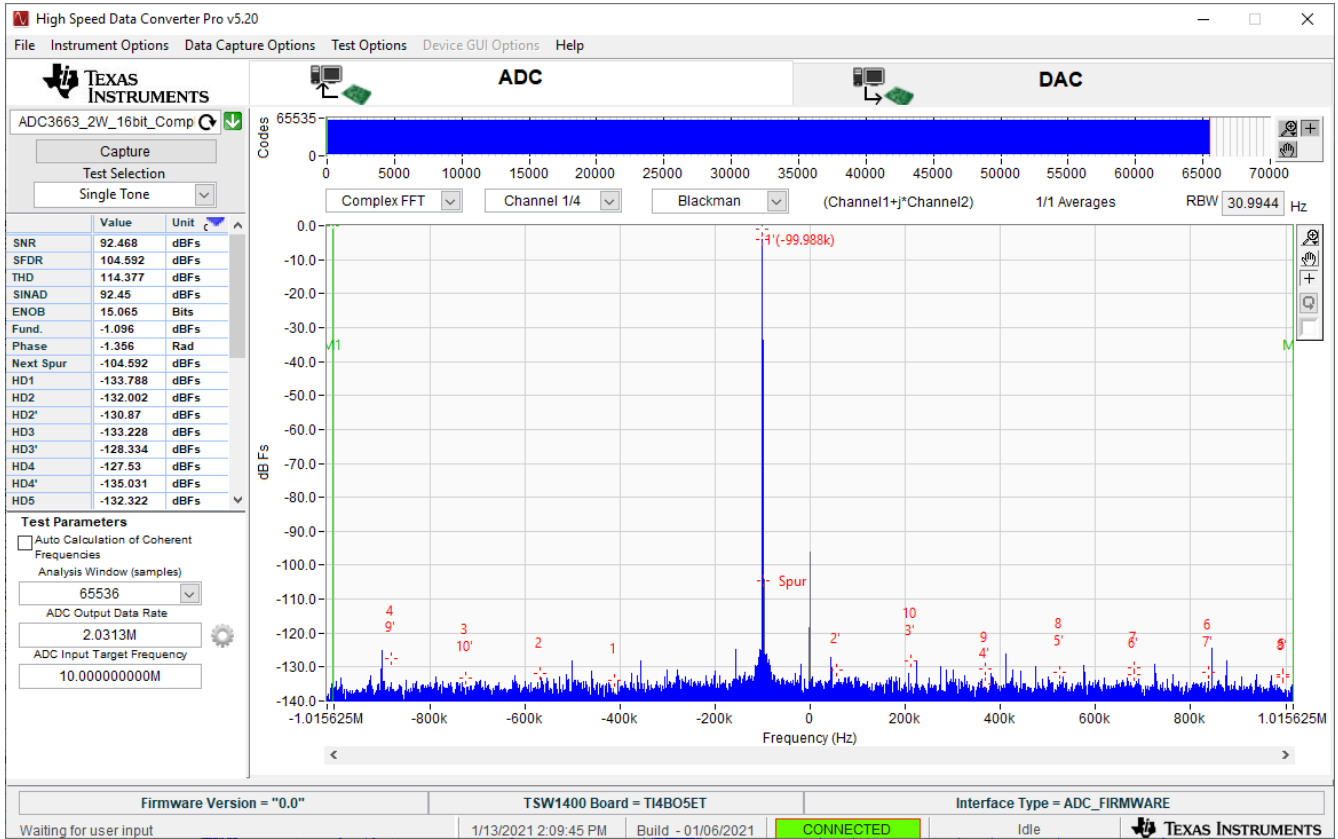 High Speed Data Converter Pro v5.20
File Instrument Options Data Capture Options Test Options Device GUI Options Help
TEXAS INSTRUMENTS
ADC
DAC
ADC3663_2W_16bit_Compl
Capture
Test Selection
Single Tone
Value Unit
SNR 92.468 dBFs
SFDR 104.592 dBFs
THD 114.377 dBFs
SINAD 92.45 dBFs
ENOB 15.065 Bits
Fund. -1.096 dBFs
Phase -1.356 Rad
Next Spur -104.592 dBFs
HD1 -133.788 dBFs
HD2 -132.002 dBFs
HD2' -130.87 dBFs
HD3 -133.228 dBFs
HD3' -128.334 dBFs
HD4 -127.53 dBFs
HD4' -135.031 dBFs
HD5 -132.322 dBFs
Test Parameters
Auto Calculation of Coherent
Frequencies
Analysis Window (samples)
65536
ADC Output Data Rate
2.0313M
ADC Input Target Frequency
10.000000000M
Codes
65535
0
0 5000 10000 15000 20000 25000 30000 35000 40000 45000 50000 55000 60000 65000 70000
Complex FFT Channel 1/4 Blackman (Channel1+j*Channel2) 1/1 Averages RBW 30.9944 Hz
dB Fs
0.0
-10.0
-20.0
-30.0
-40.0
-50.0
-60.0
-70.0
-80.0
-90.0
-100.0
-110.0
-120.0
-130.0
-140.0
1'(-99.988k)
M1
M
Spur
4 10
9' 3 2 1 2' 3' 9 8 7 6
10' 4' 5' 6' 7'
-1.015625M -800k -600k -400k -200k 0 200k 400k 600k 800k 1.015625M
Frequency (Hz)
Firmware Version = "0.0" TSW1400 Board = TI4BO5ET Interface Type = ADC_FIRMWARE
Waiting for user input 1/13/2021 2:09:45 PM Build - 01/06/2021 CONNECTED Idle TEXAS INSTRUMENTS